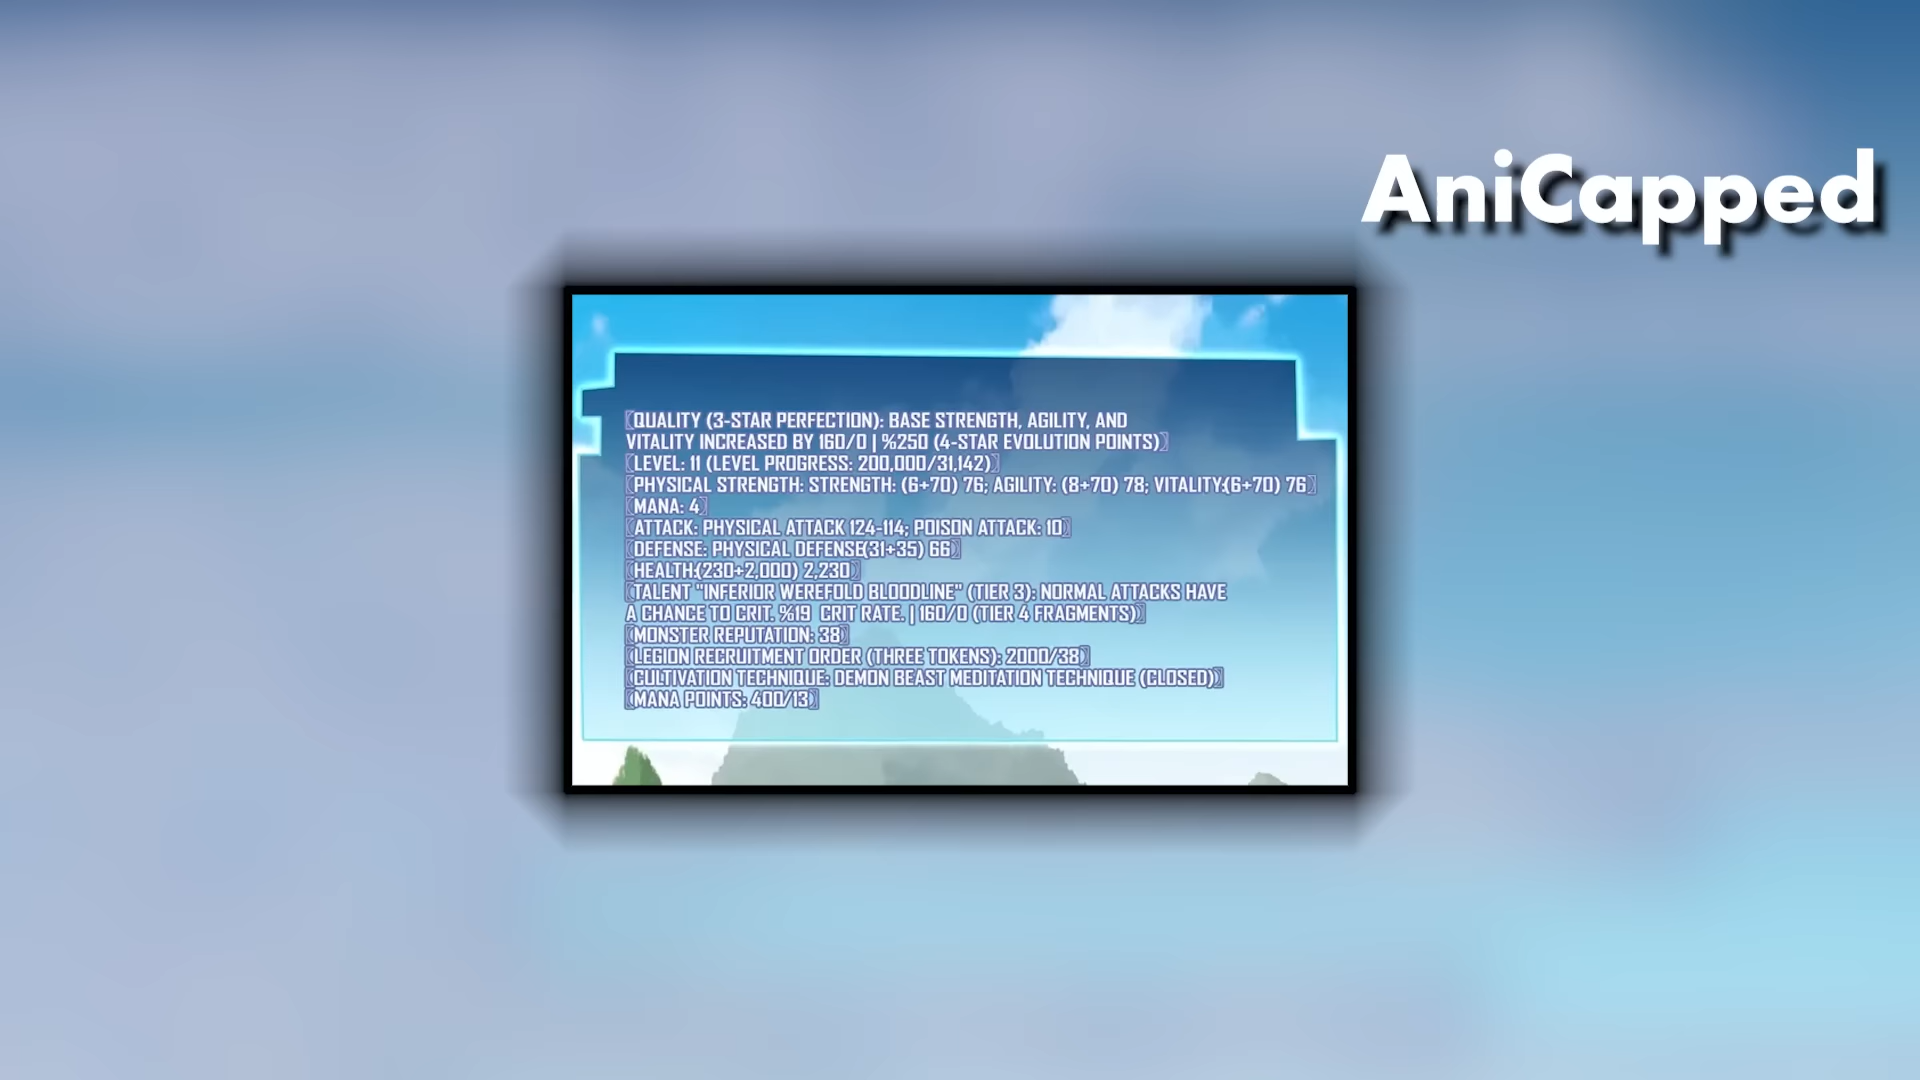 AniCapped
[QUALITY (3-STAR PERFECTION): BASE STRENGTH, AGILITY, AND
VITALITY INCREASED BY 160/0 | %250 (4-STAR EVOLUTION POINTS)]
[LEVEL: 11 (LEVEL PROGRESS: 200,000/31,142)]
[PHYSICAL STRENGTH: STRENGTH: (6+70) 76; AGILITY: (8+70) 78; VITALITY:(6+70) 76]
[MANA: 4]
[ATTACK: PHYSICAL ATTACK 124-114; POISON ATTACK: 10]
[DEFENSE: PHYSICAL DEFENSE(31+35) 66]
[HEALTH:(230+2,000) 2,230]
[TALENT "INFERIOR WEREFOLD BLOODLINE" (TIER 3): NORMAL ATTACKS HAVE
A CHANCE TO CRIT. %19 CRIT RATE. | 160/0 (TIER 4 FRAGMENTS)]
[MONSTER REPUTATION: 38]
[LEGION RECRUITMENT ORDER (THREE TOKENS): 2000/38]
[CULTIVATION TECHNIQUE: DEMON BEAST MEDITATION TECHNIQUE (CLOSED)]
[MANA POINTS: 400/13]